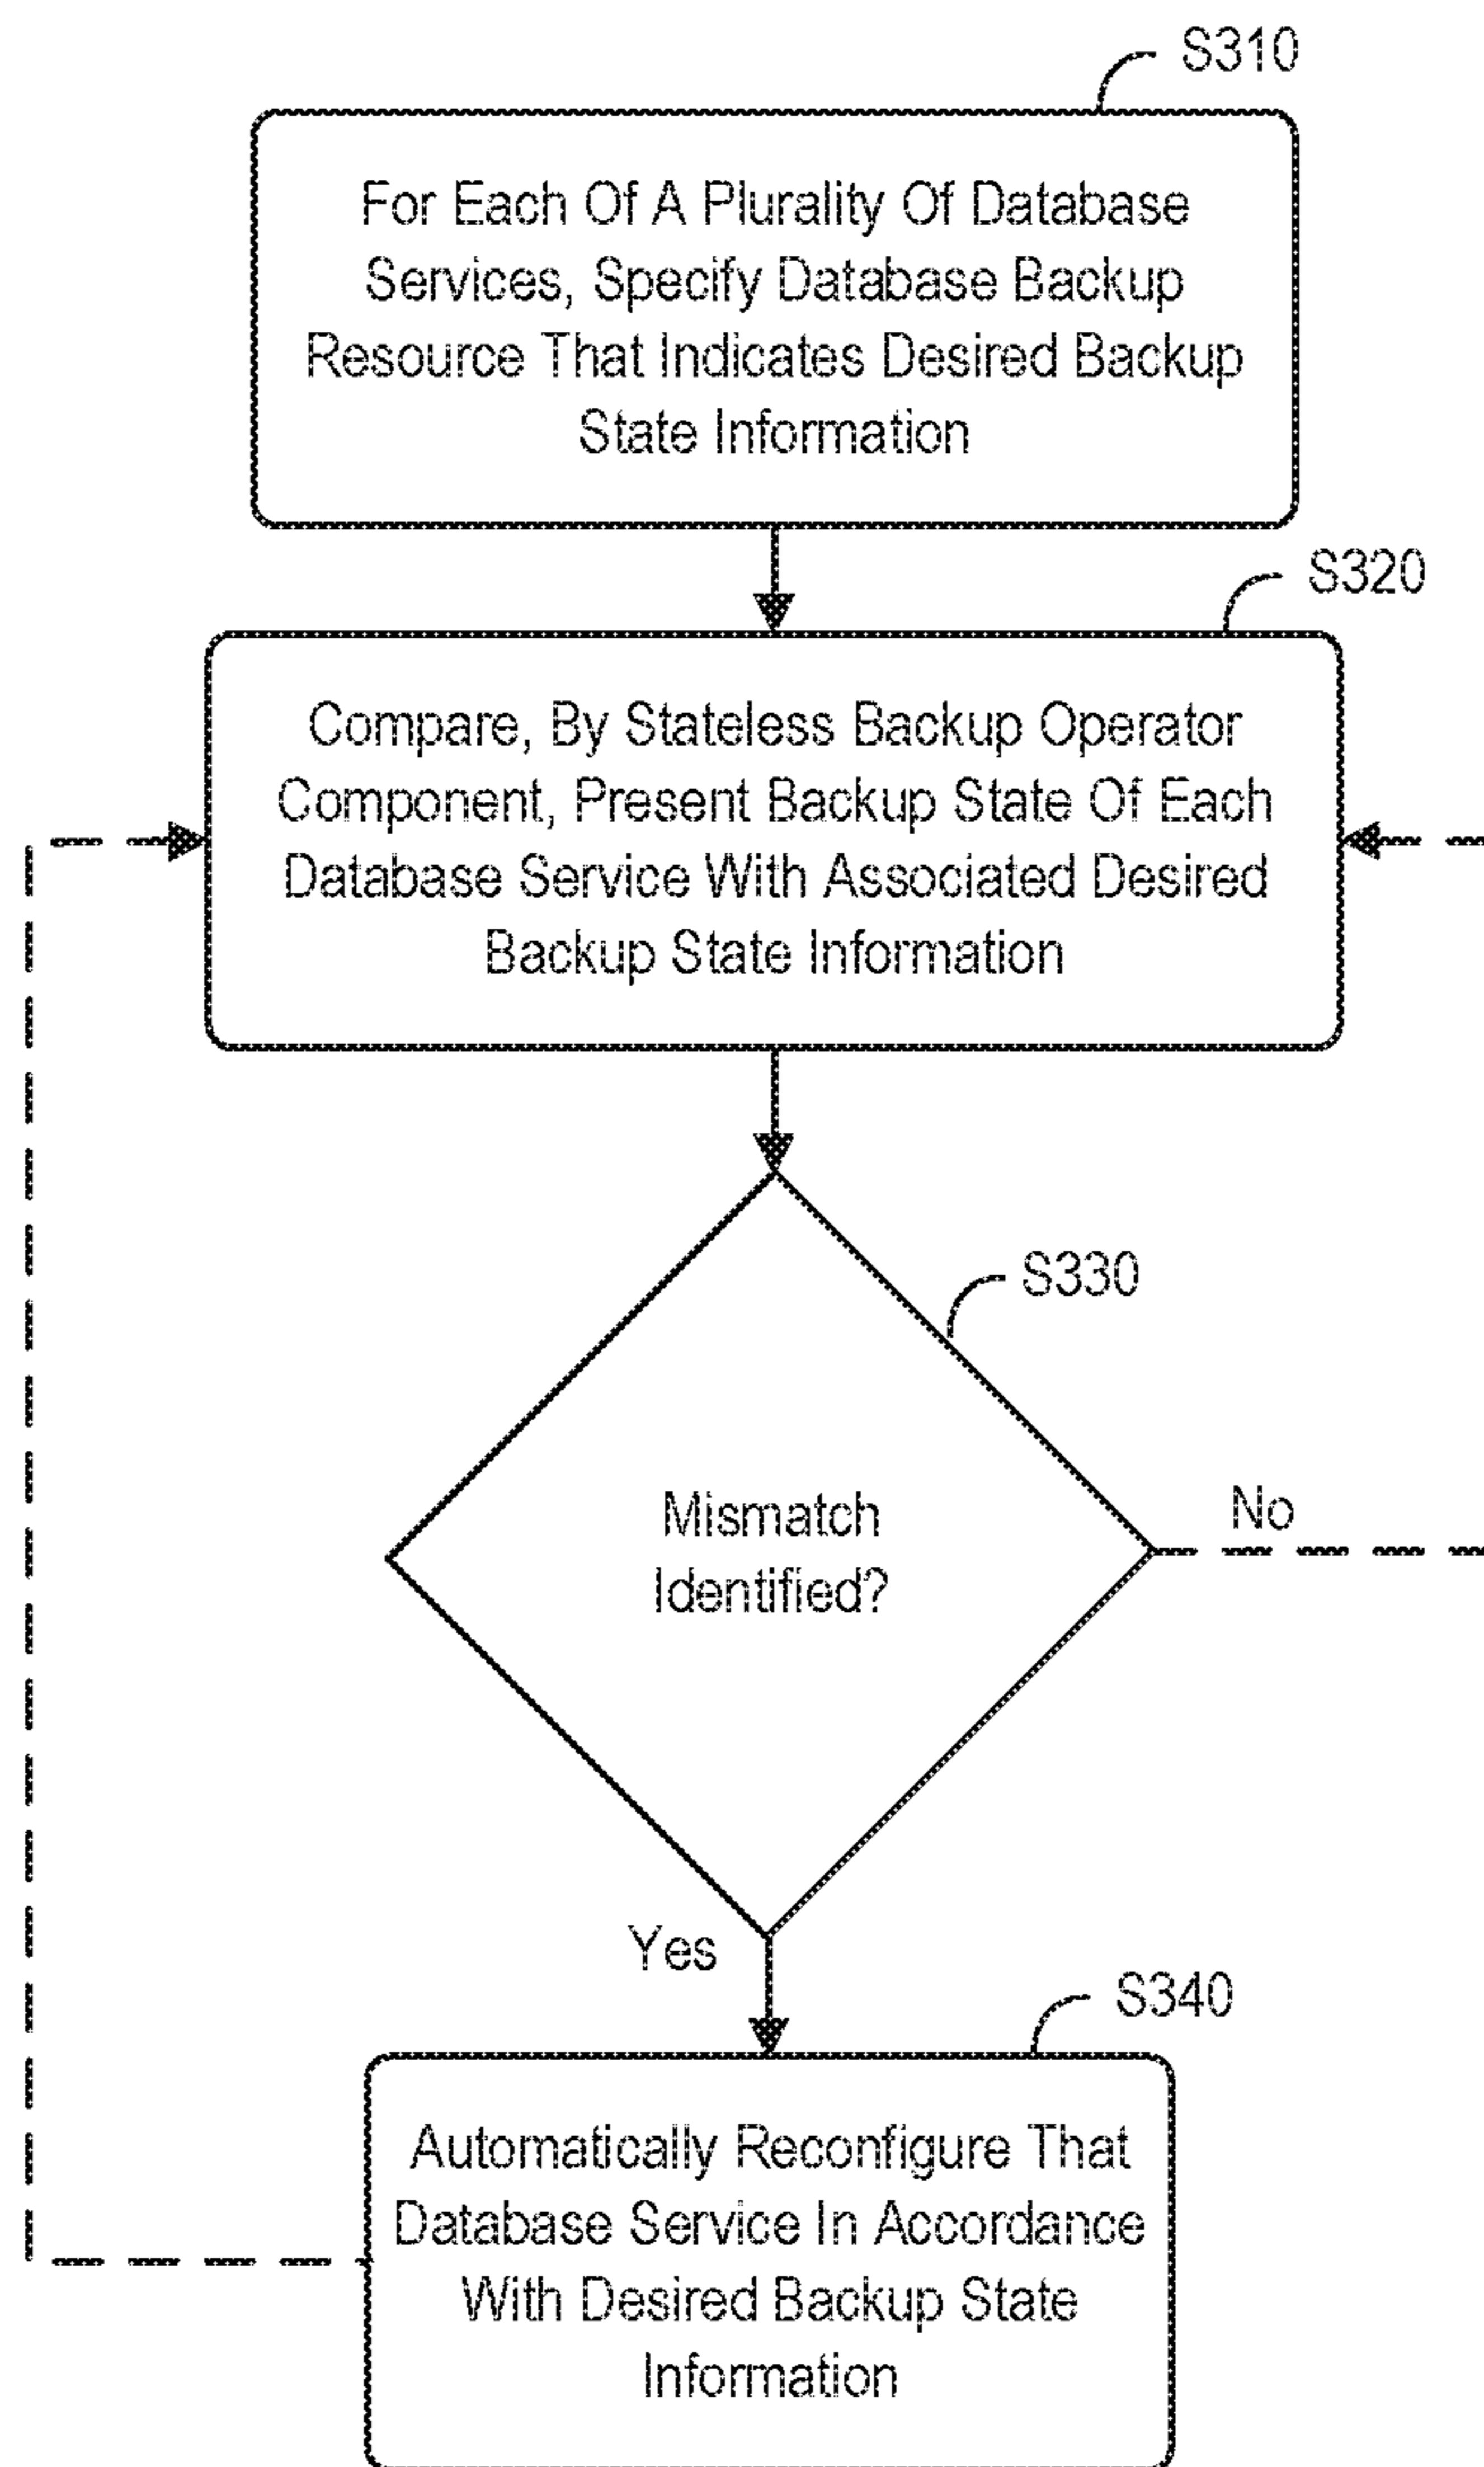 S310
For Each Of A Plurality Of Database
Services, Specify Database Backup
Resource That Indicates Desired Backup
State Information
S320
Compare, By Stateless Backup Operator
Component, Present Backup State Of Each
Database Service With Associated Desired
Backup State Information
S330
Mismatch
Identified?
No
Yes
S340
Automatically Reconfigure That
Database Service In Accordance
With Desired Backup State
Information